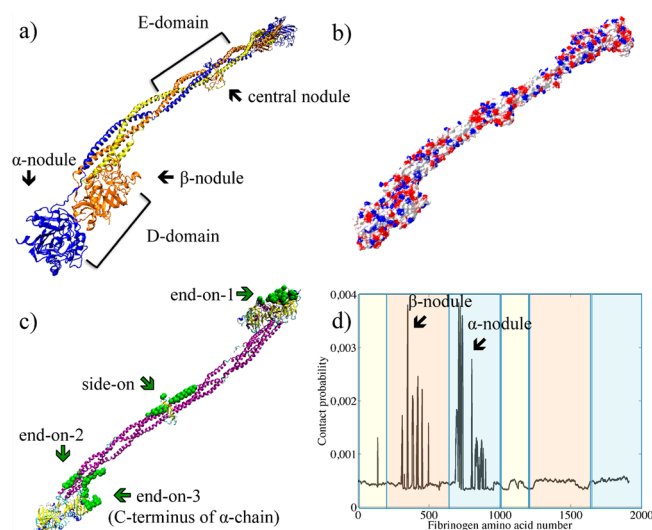 a)
E-domain
central nodule
α-nodule
β-nodule
D-domain
b)
c)
end-on-1
side-on
end-on-2
end-on-3
(C-terminus of α-chain)
d)
0,004
0,003
0,002
0,001
0,00
Contact probability
β-nodule
α-nodule
0
500
1000
1500
2000
Fibrinogen amino acid number